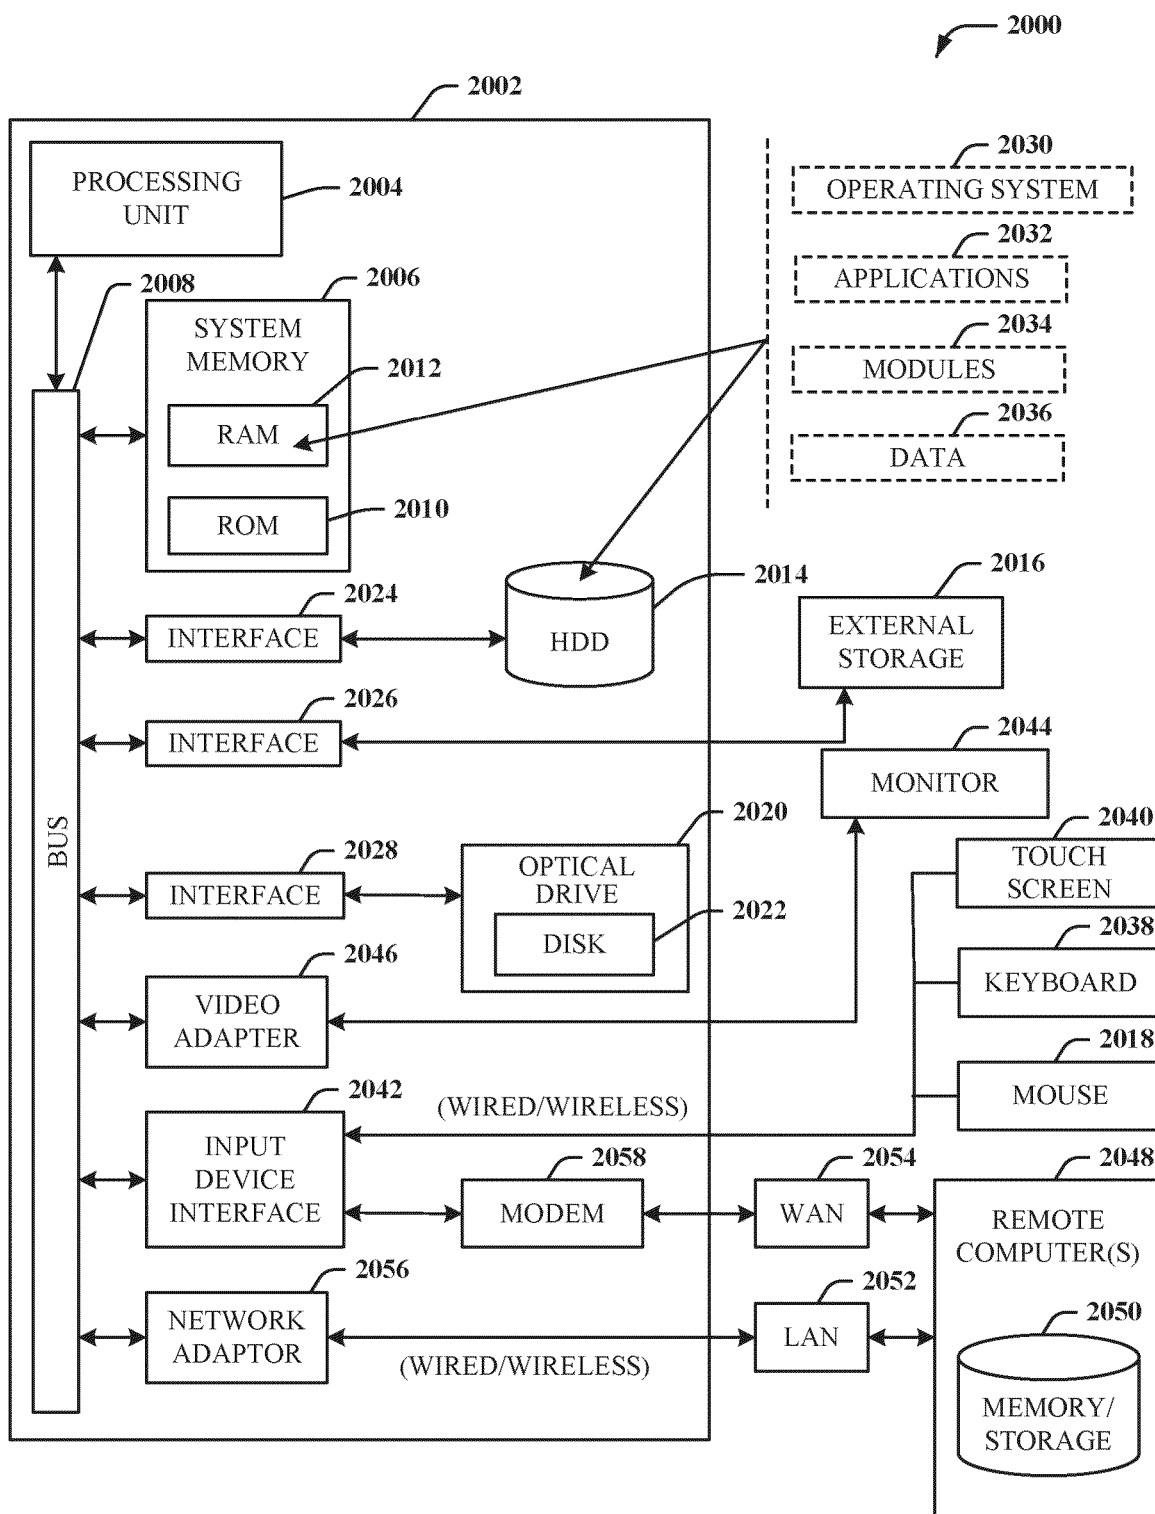 2000
2002
PROCESSING
UNIT
2004
2030
OPERATING SYSTEM
2032
APPLICATIONS
2034
MODULES
2036
DATA
2008
2006
SYSTEM
MEMORY
2012
RAM
2010
ROM
2024
INTERFACE
2014
HDD
2016
EXTERNAL
STORAGE
2026
INTERFACE
2044
MONITOR
BUS
2028
INTERFACE
2020
OPTICAL
DRIVE
2022
DISK
2040
TOUCH
SCREEN
2038
KEYBOARD
2018
MOUSE
2046
VIDEO
ADAPTER
2042
INPUT
DEVICE
INTERFACE
(WIRED/WIRELESS)
2058
MODEM
2054
WAN
2048
REMOTE
COMPUTER(S)
2056
NETWORK
ADAPTOR
(WIRED/WIRELESS)
2052
LAN
2050
MEMORY/
STORAGE